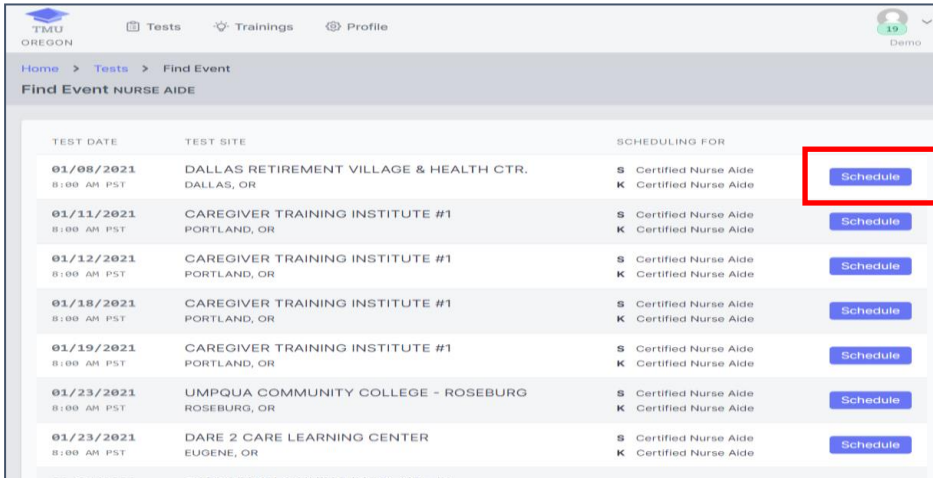 TMU
OREGON
Tests
Trainings
Profile
19
Demo
Home > Tests > Find Event
Find Event NURSE AIDE
TEST DATE TEST SITE SCHEDULING FOR
01/08/2021 DALLAS RETIREMENT VILLAGE & HEALTH CTR. S Certified Nurse Aide
8:00 AM PST DALLAS, OR K Certified Nurse Aide
Schedule
01/11/2021 CAREGIVER TRAINING INSTITUTE #1 S Certified Nurse Aide
8:00 AM PST PORTLAND, OR K Certified Nurse Aide
Schedule
01/12/2021 CAREGIVER TRAINING INSTITUTE #1 S Certified Nurse Aide
8:00 AM PST PORTLAND, OR K Certified Nurse Aide
Schedule
01/18/2021 CAREGIVER TRAINING INSTITUTE #1 S Certified Nurse Aide
8:00 AM PST PORTLAND, OR K Certified Nurse Aide
Schedule
01/19/2021 CAREGIVER TRAINING INSTITUTE #1 S Certified Nurse Aide
8:00 AM PST PORTLAND, OR K Certified Nurse Aide
Schedule
01/23/2021 UMPQUA COMMUNITY COLLEGE - ROSEBURG S Certified Nurse Aide
8:00 AM PST ROSEBURG, OR K Certified Nurse Aide
Schedule
01/23/2021 DARE 2 CARE LEARNING CENTER S Certified Nurse Aide
8:00 AM PST EUGENE, OR K Certified Nurse Aide
Schedule